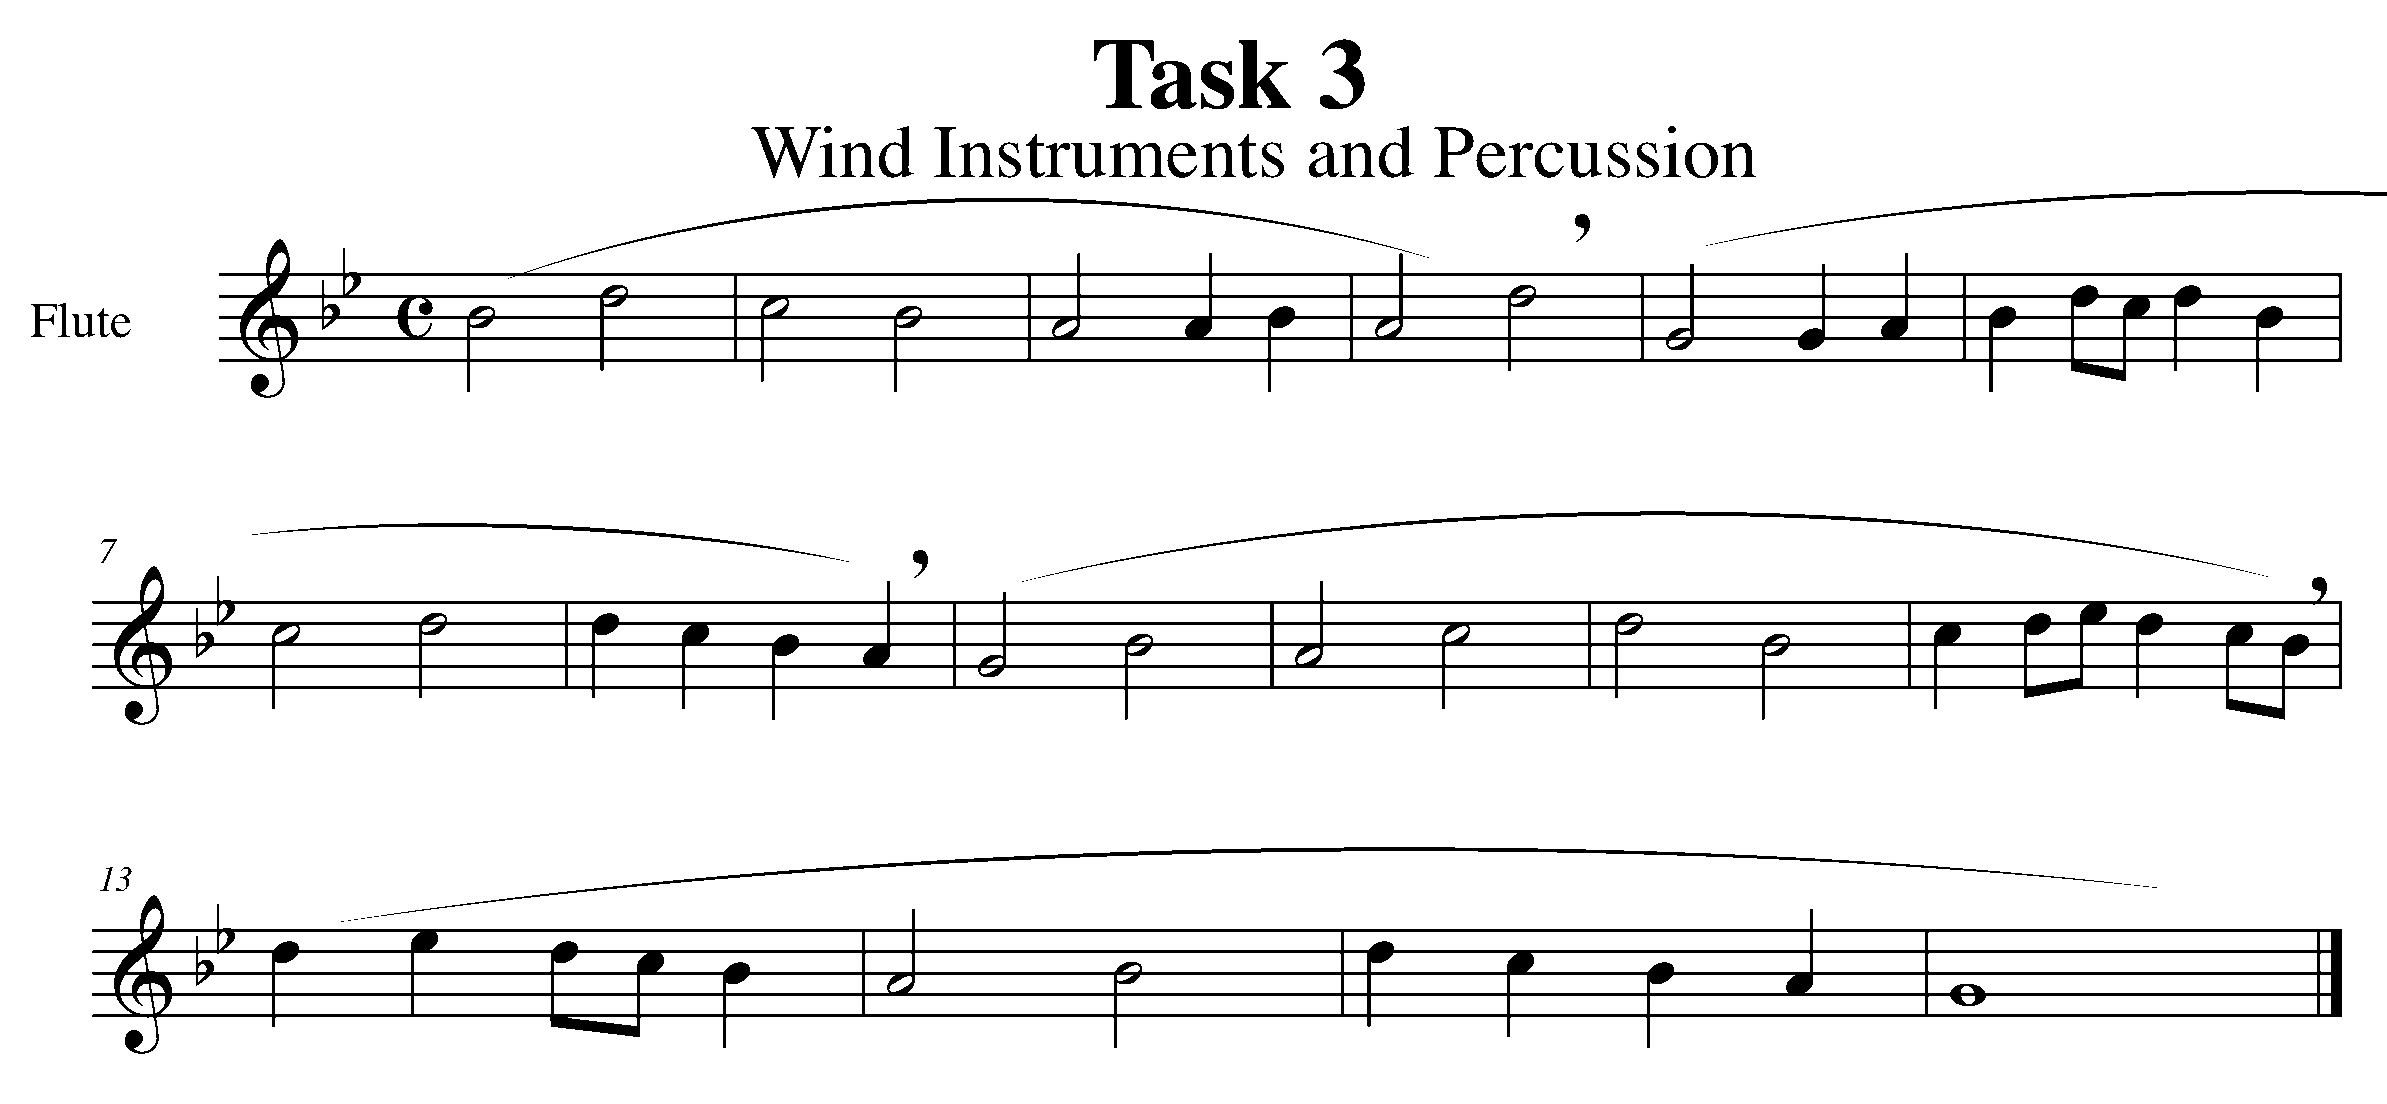 Task 3
Wind Instruments and Percussion
Flute
7
13